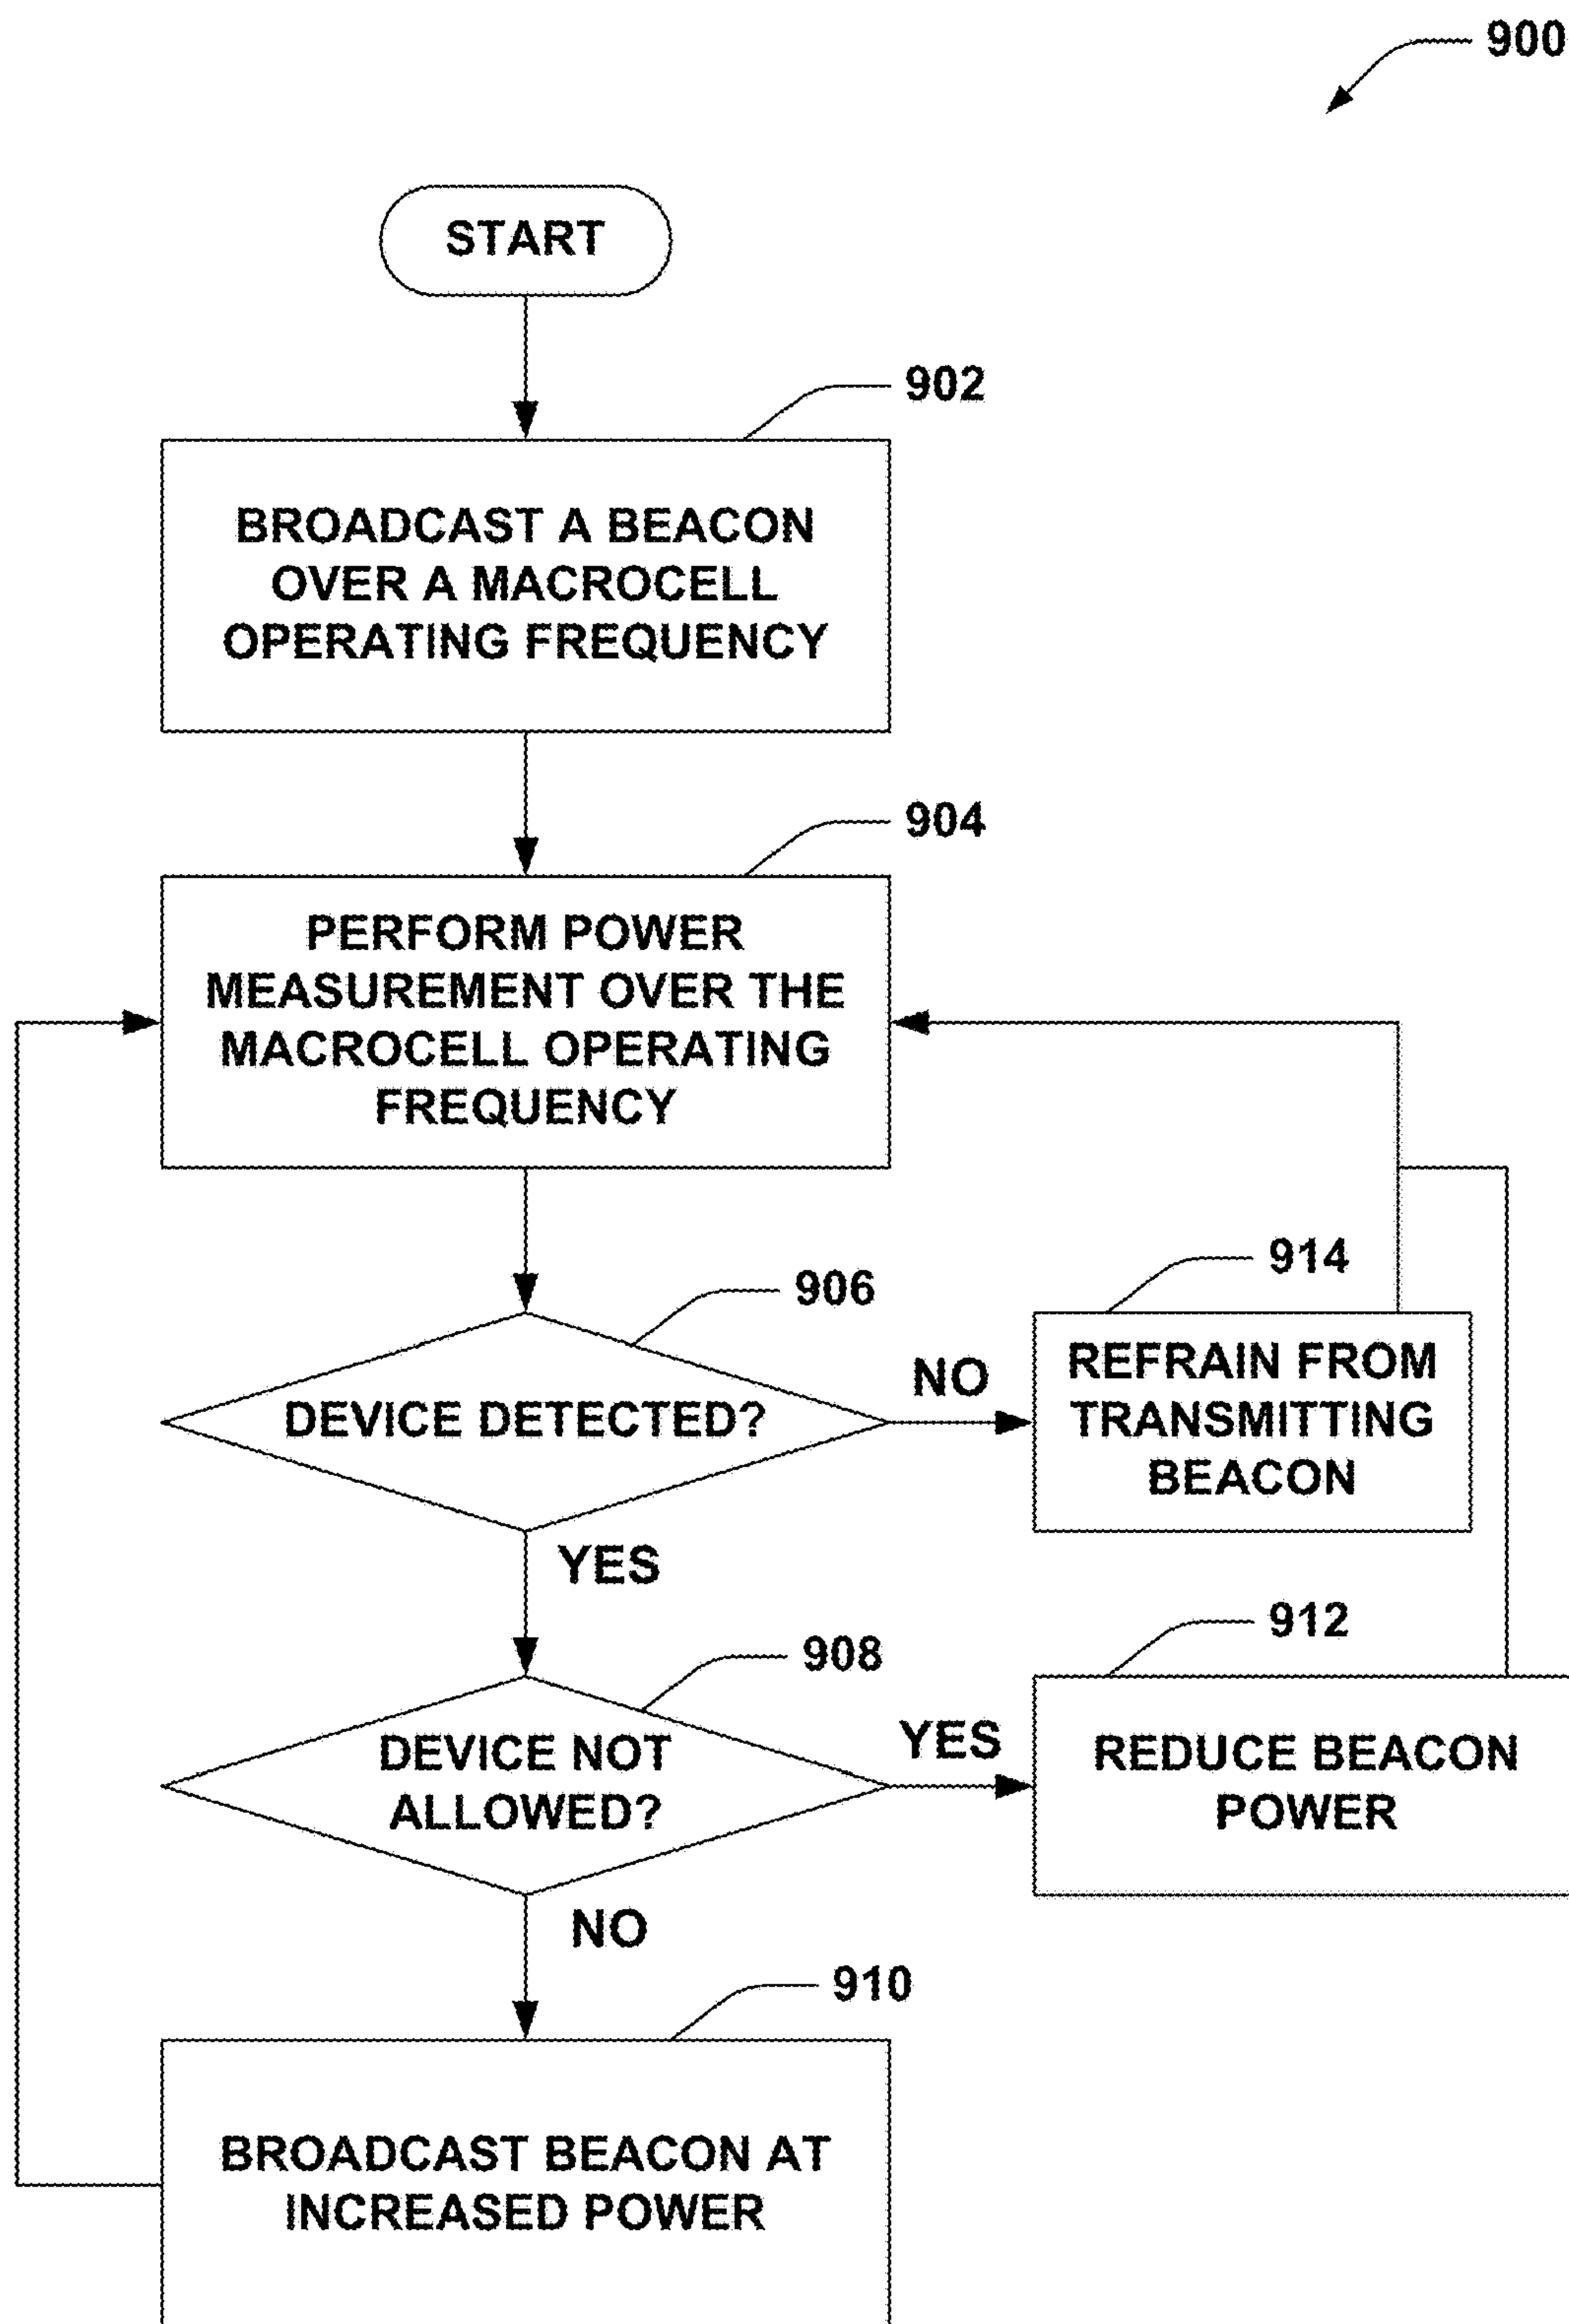 900
START
902
BROADCAST A BEACON
OVER A MACROCELL
OPERATING FREQUENCY
904
PERFORM POWER
MEASUREMENT OVER THE
MACROCELL OPERATING
FREQUENCY
906
DEVICE DETECTED?
NO
914
REFRAIN FROM
TRANSMITTING
BEACON
YES
908
DEVICE NOT
ALLOWED?
YES
912
REDUCE BEACON
POWER
NO
910
BROADCAST BEACON AT
INCREASED POWER